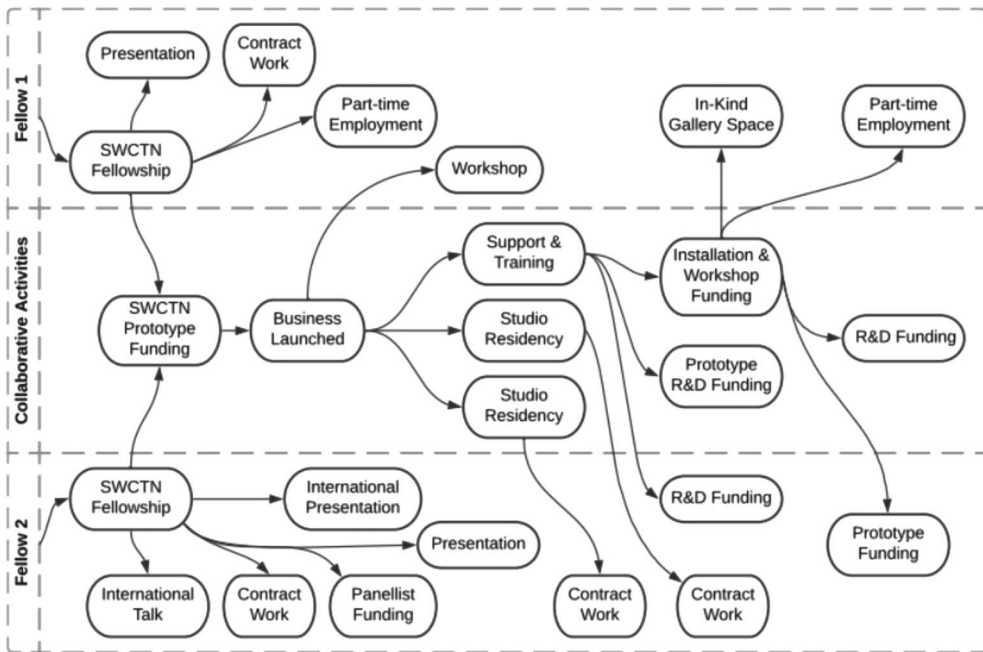 Fellow 1
Presentation
Contract
Work
Part-time
Employment
SWCTN
Fellowship
Workshop
In-Kind
Gallery Space
Part-time
Employment
Collaborative Activities
SWCTN
Prototype
Funding
Business
Launched
Support &
Training
Studio
Residency
Studio
Residency
Installation &
Workshop
Funding
Prototype
R&D Funding
R&D Funding
Fellow 2
SWCTN
Fellowship
International
Presentation
Presentation
International
Talk
Contract
Work
Panellist
Funding
Contract
Work
Contract
Work
R&D Funding
Prototype
Funding